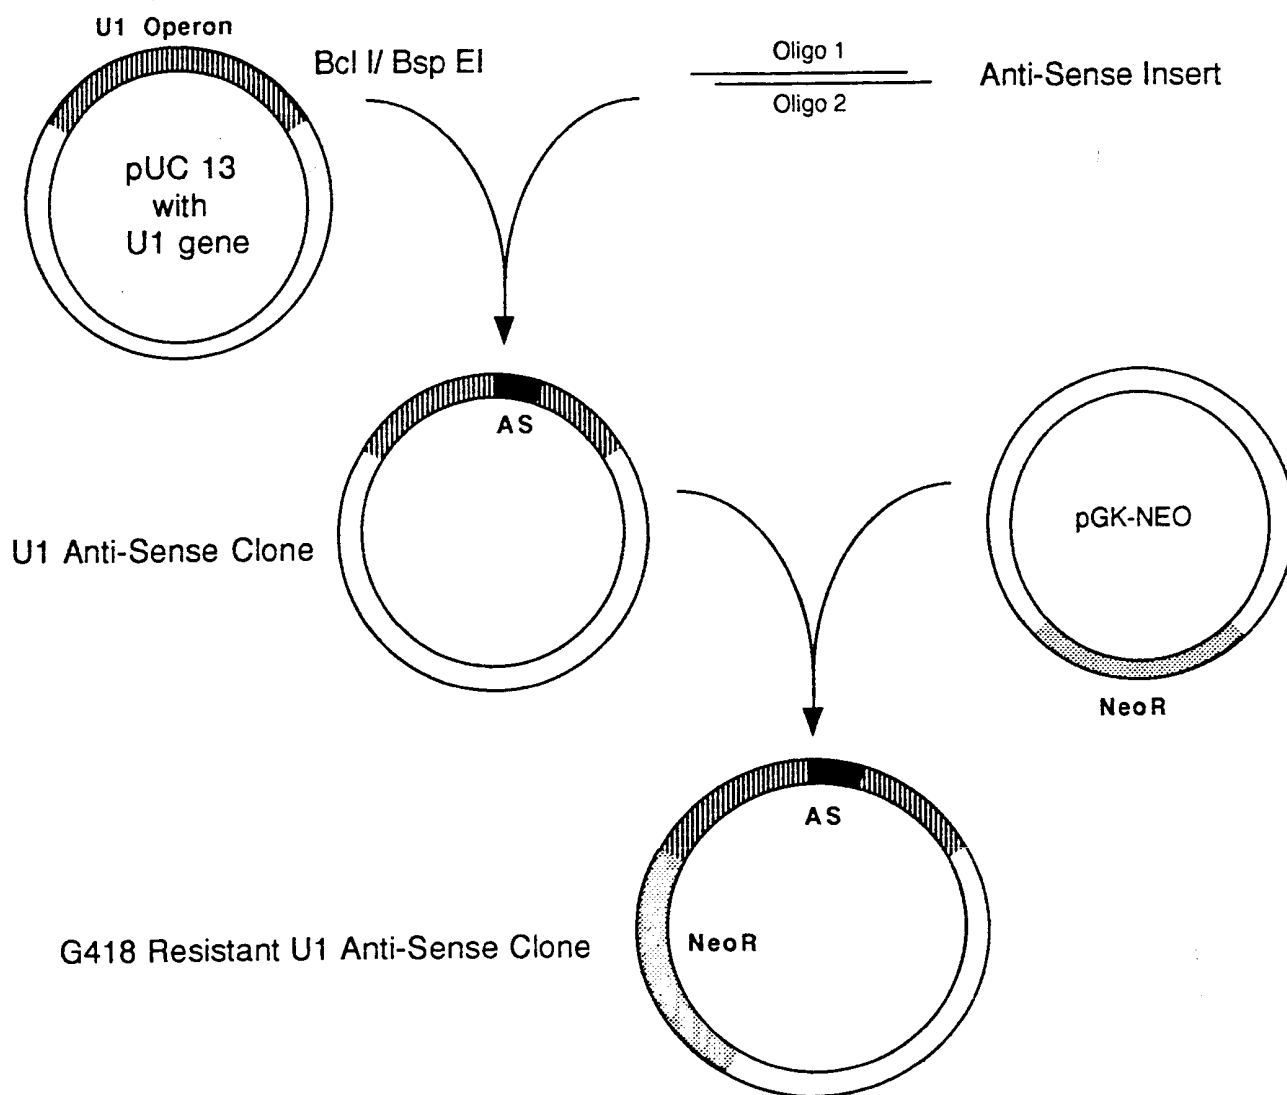 U1 Operon
Bcl I/ Bsp EI
Oligo 1
Oligo 2
Anti-Sense Insert
pUC 13
with
U1 gene
AS
U1 Anti-Sense Clone
pGK-NEO
NeoR
AS
NeoR
G418 Resistant U1 Anti-Sense Clone